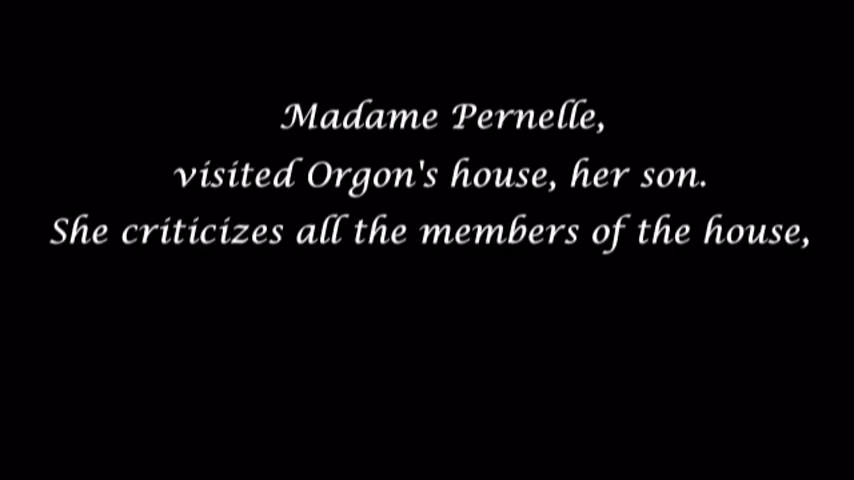 Madame Pernelle,
visited Orgon's house, her son.
She criticizes all the members of the house,